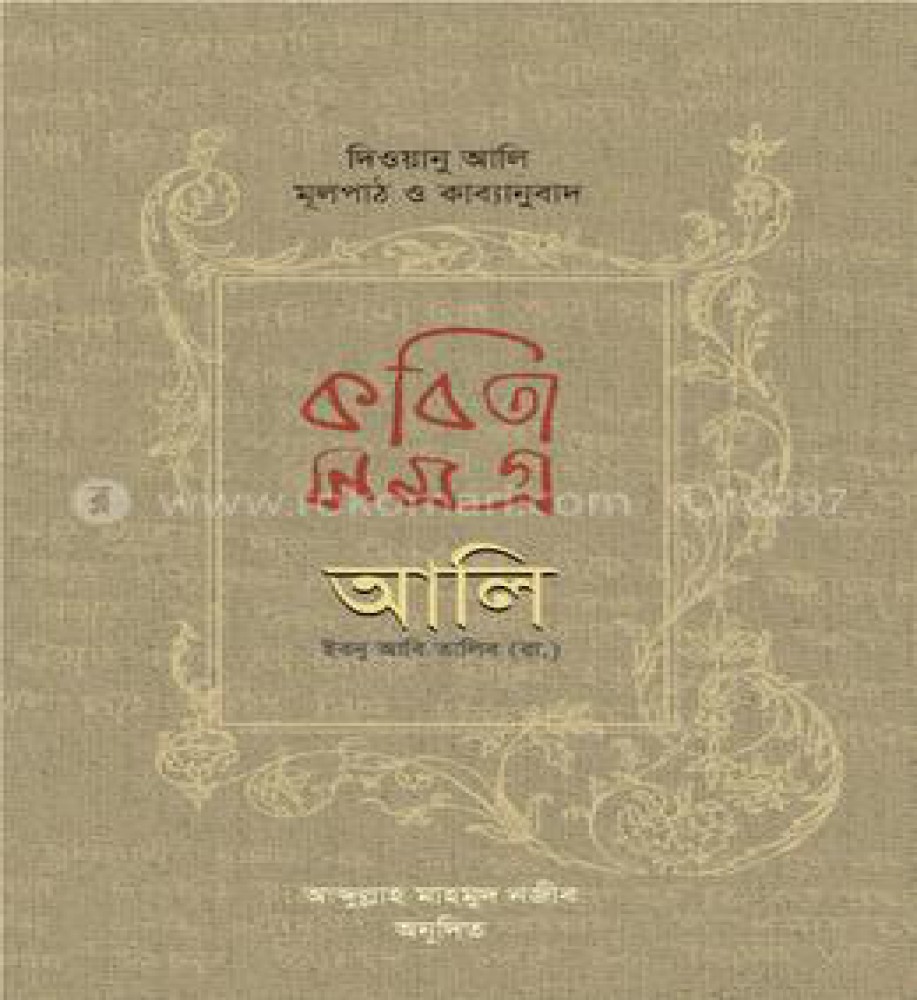 দিওয়ানু আলি
মূলপাঠ ও কাব্যানুবাদ
কবিতা
সমগ্র
আলি
ইবনু আবি তালিব (রা.)
আব্দুল্লাহ মাহমুদ নজীব
অনূদিত